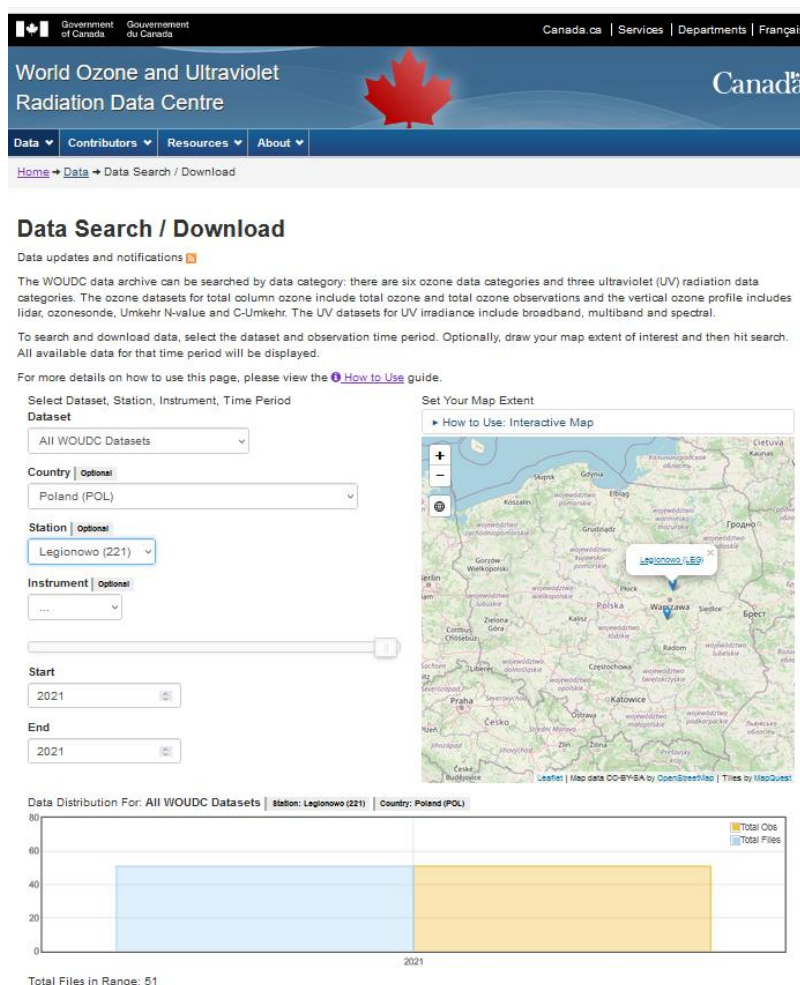 Government of Canada
Gouvernement du Canada
Canada.ca | Services | Departments | Français
World Ozone and Ultraviolet
Radiation Data Centre
Canada
Data
Contributors
Resources
About
Home → Data → Data Search / Download
Data Search / Download
Data updates and notifications
The WOUDC data archive can be searched by data category: there are six ozone data categories and three ultraviolet (UV) radiation data
categories. The ozone datasets for total column ozone include total ozone and total ozone observations and the vertical ozone profile includes
lidar, ozonesonde, Umkehr N-value and C-Umkehr. The UV datasets for UV irradiance include broadband, multiband and spectral.
To search and download data, select the dataset and observation time period. Optionally, draw your map extent of interest and then hit search.
All available data for that time period will be displayed.
For more details on how to use this page, please view the How to Use guide.
Select Dataset, Station, Instrument, Time Period
Dataset
All WOUDC Datasets
Country | Optional
Poland (POL)
Station | Optional
Legionowo (221)
Instrument | Optional
...
Start
2021
End
2021
Set Your Map Extent
▸ How to Use: Interactive Map
+
−
Lietuva
Kaunas
Gdynia
Słupsk
Koszalin
Elbląg
Grudziądz
Гродно
Gorzow
Wielkopolski
Legionowo (LEG)
×
Płock
Polska
Warszawa
Siedlce
Брест
Zielona
Góra
Kalisz
Cottbus
Radom
Liberec
Częstochowa
Katowice
Praha
Česko
Ostrava
Zlín
Žilina
České
Budějovice
Leaflet | Map data CC-BY-SA by OpenStreetMap | Tiles by MapQuest
Data Distribution For: All WOUDC Datasets | Station: Legionowo (221) | Country: Poland (POL)
80
60
40
20
0
Total Obs
Total Files
2021
Total Files in Range: 51